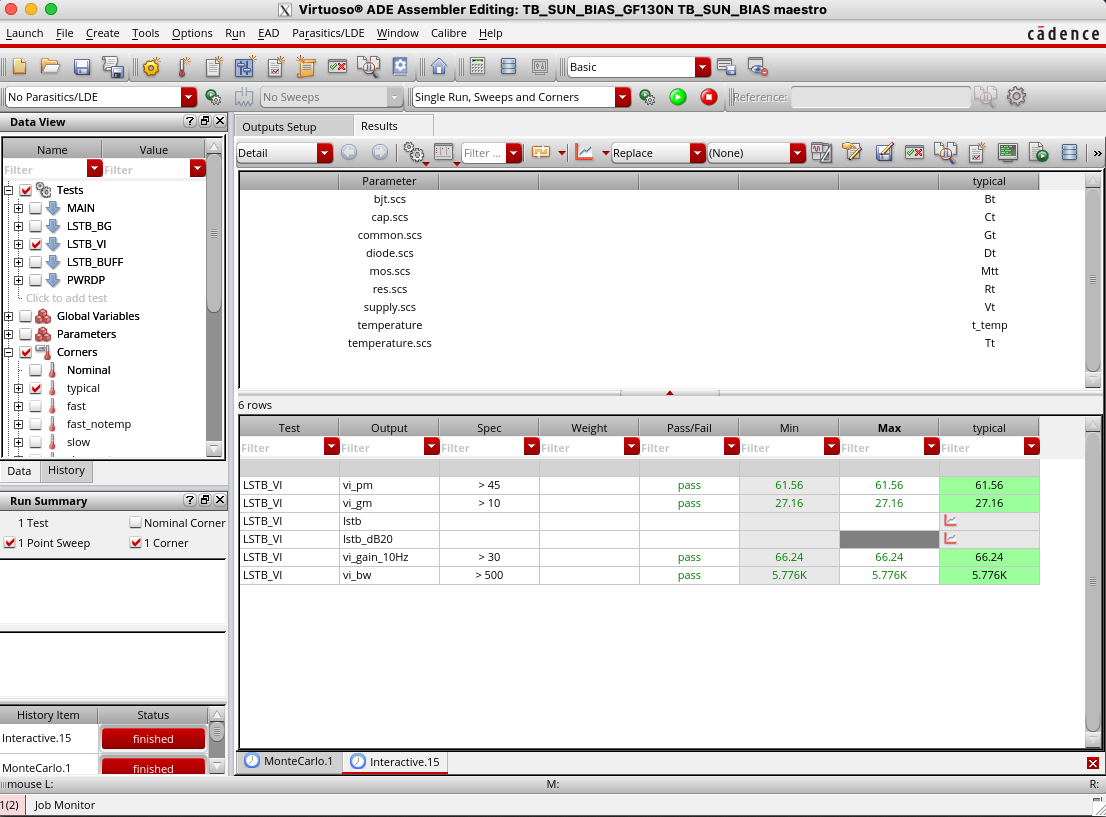 Virtuoso® ADE Assembler Editing: TB_SUN_BIAS_GF130N TB_SUN_BIAS maestro
Launch File Create Tools Options Run EAD Parasitics/LDE Window Calibre Help
cādence
Basic
No Parasitics/LDE No Sweeps Single Run, Sweeps and Corners Reference:
Data View
Name Value
Filter Filter
Tests
MAIN
LSTB_BG
LSTB_VI
LSTB_BUFF
PWRDP
Click to add test
Global Variables
Parameters
Corners
Nominal
typical
fast
fast_notemp
slow
Data History
Run Summary
1 Test Nominal Corner
1 Point Sweep 1 Corner
History Item Status
Interactive.15 finished
MonteCarlo.1 finished
Outputs Setup Results
Detail Filter ... Replace (None) »
Parameter typical
bjt.scs Bt
cap.scs Ct
common.scs Gt
diode.scs Dt
mos.scs Mtt
res.scs Rt
supply.scs Vt
temperature t_temp
temperature.scs Tt
6 rows
Test Output Spec Weight Pass/Fail Min Max typical
Filter Filter Filter Filter Filter Filter Filter Filter
LSTB_VI vi_pm > 45 pass 61.56 61.56 61.56
LSTB_VI vi_gm > 10 pass 27.16 27.16 27.16
LSTB_VI lstb
LSTB_VI lstb_dB20
LSTB_VI vi_gain_10Hz > 30 pass 66.24 66.24 66.24
LSTB_VI vi_bw > 500 pass 5.776K 5.776K 5.776K
MonteCarlo.1 Interactive.15
mouse L: M: R:
1(2) Job Monitor